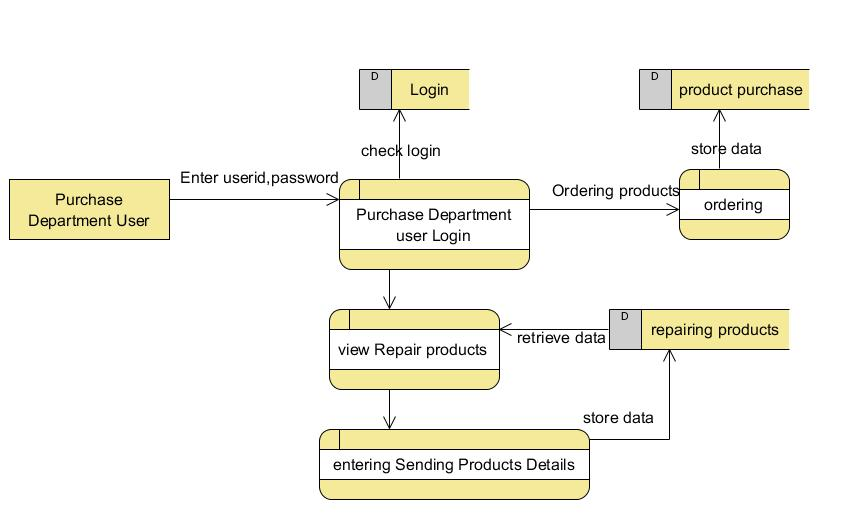 D
Login
D
product purchase
check login
store data
Enter userid,password
Purchase
Department User
Purchase Department
user Login
Ordering products
ordering
view Repair products
retrieve data
D
repairing products
store data
entering Sending Products Details